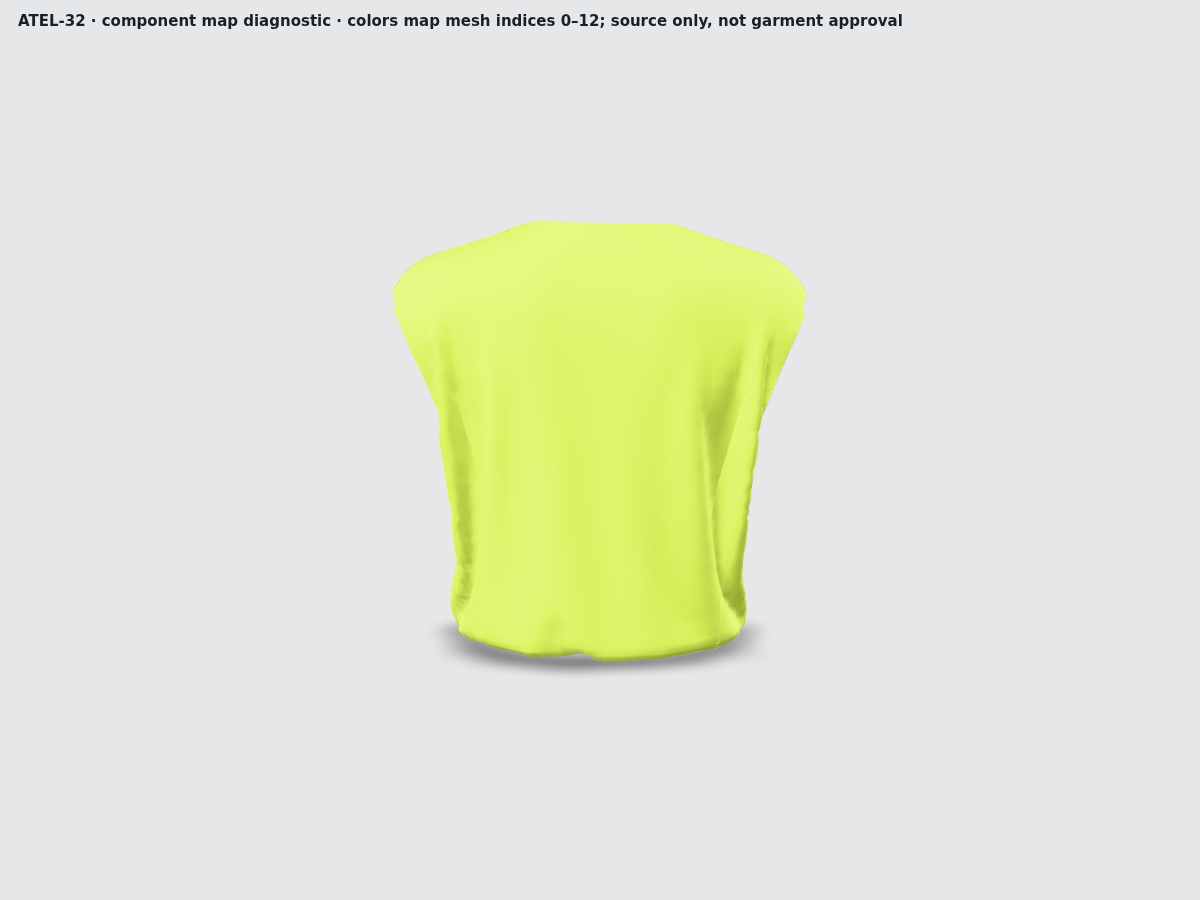 ATEL-32 · component map diagnostic · colors map mesh indices 0–12; source only, not garment approval